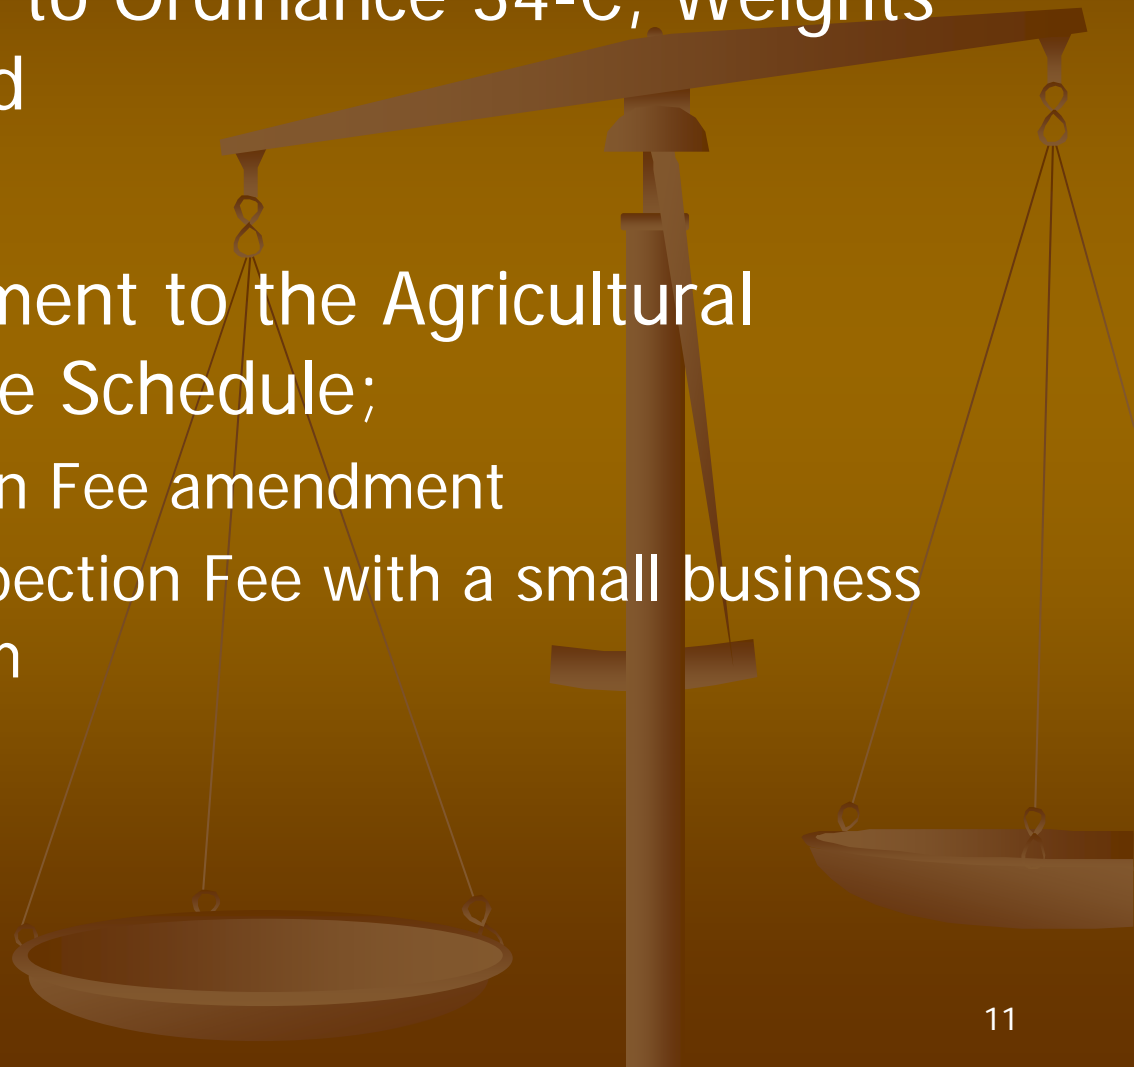 to Ordinance 34-C, Weights
d
ment to the Agricultural
e Schedule;
n Fee amendment
pection Fee with a small business
n
11